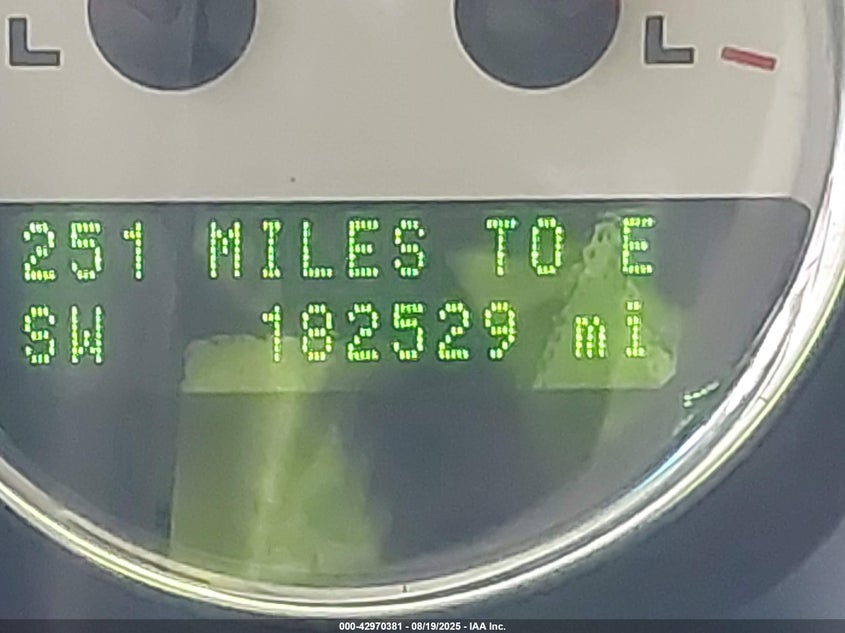 L L
251 MILES TO E
SW 182529 mi
000-42970381 - 08/19/2025 - IAA Inc.